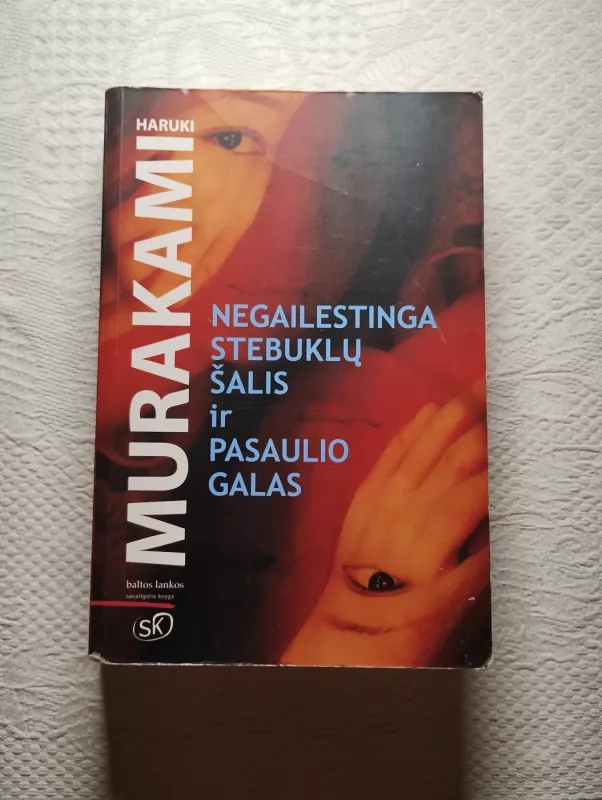 HARUKI
MURAKAMI
NEGAILESTINGA
STEBUKLŲ
ŠALIS
ir
PASAULIO
GALAS
baltos lankos
savaitgalio knyga
SK